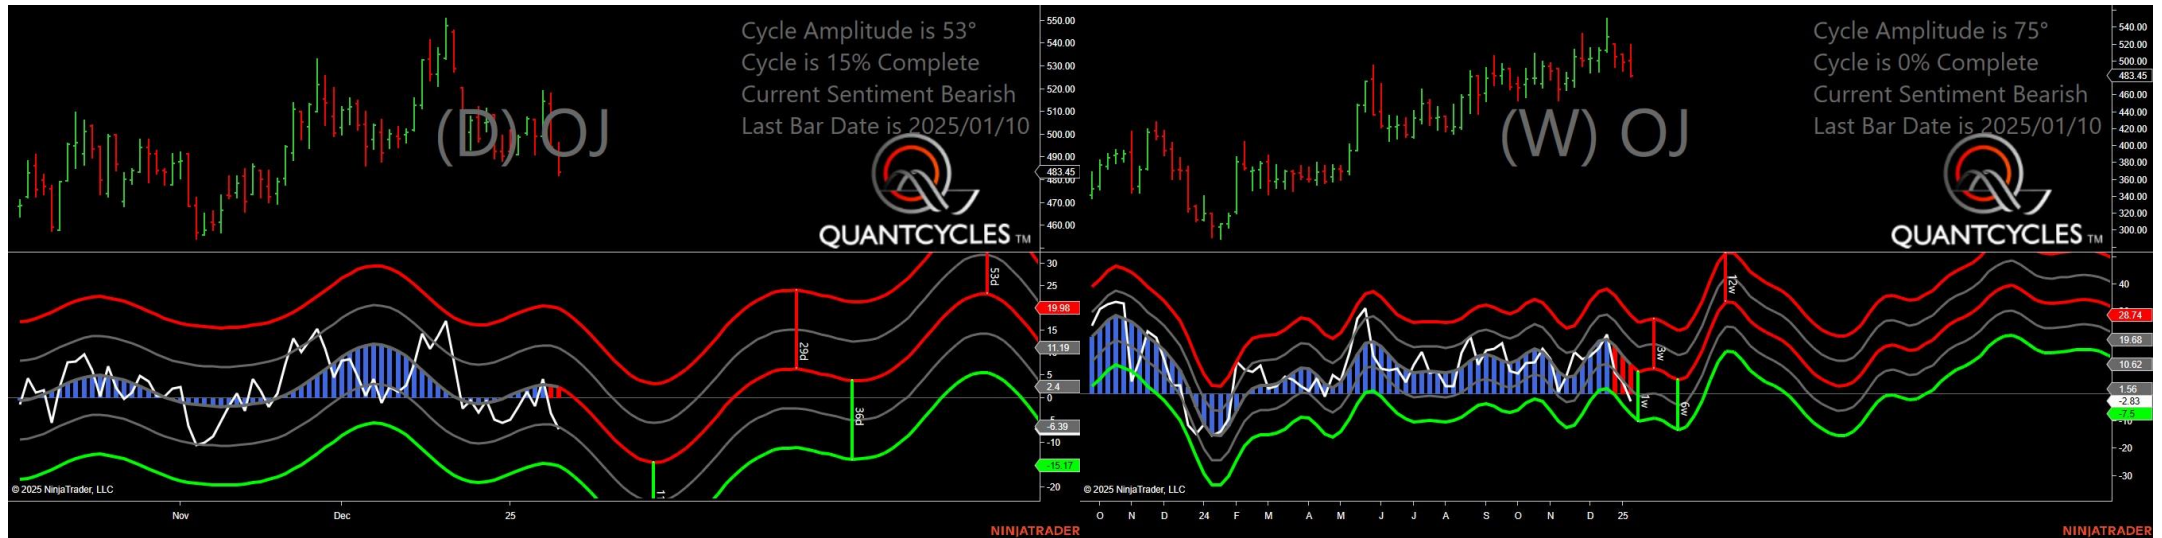 Cycle Amplitude is 53°
Cycle is 15% Complete
Current Sentiment Bearish
Last Bar Date is 2025/01/10
(D) OJ
QUANTCYCLES TM
550.00
540.00
530.00
520.00
510.00
500.00
490.00
483.45
480.00
470.00
460.00
53d
29d
36d
30
25
19.98
15
11.19
5
2.4
0
-6.39
-10
-15.17
-20
© 2025 NinjaTrader, LLC
Nov
Dec
25
NINJATRADER
Cycle Amplitude is 75°
Cycle is 0% Complete
Current Sentiment Bearish
Last Bar Date is 2025/01/10
(W) OJ
QUANTCYCLES TM
540.00
520.00
500.00
483.45
460.00
440.00
420.00
400.00
380.00
360.00
340.00
320.00
300.00
12w
3w
1w
6w
40
28.74
19.68
10.62
1.56
-2.83
-7.5
-10
-20
-30
© 2025 NinjaTrader, LLC
O N D 24 F M A M J J A S O N D 25
NINJATRADER